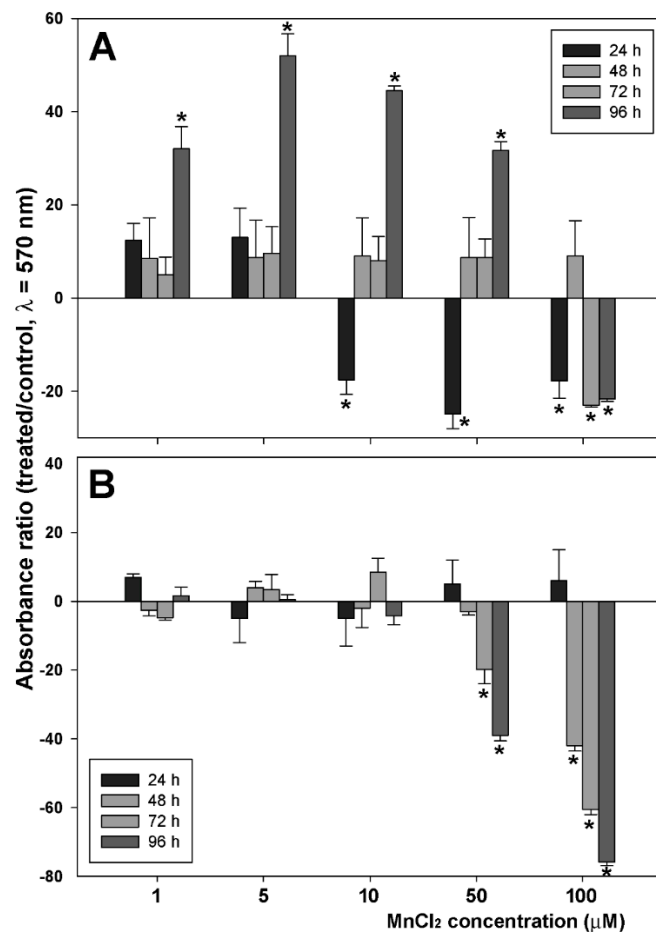 60
A
24 h
48 h
72 h
96 h
40
20
0
-20
* * * * * * * * *
Absorbance ratio (treated/control, λ = 570 nm)
40
B
20
0
-20
-40
-60
-80
* * * * *
24 h
48 h
72 h
96 h
1 5 10 50 100
MnCl₂ concentration (μM)